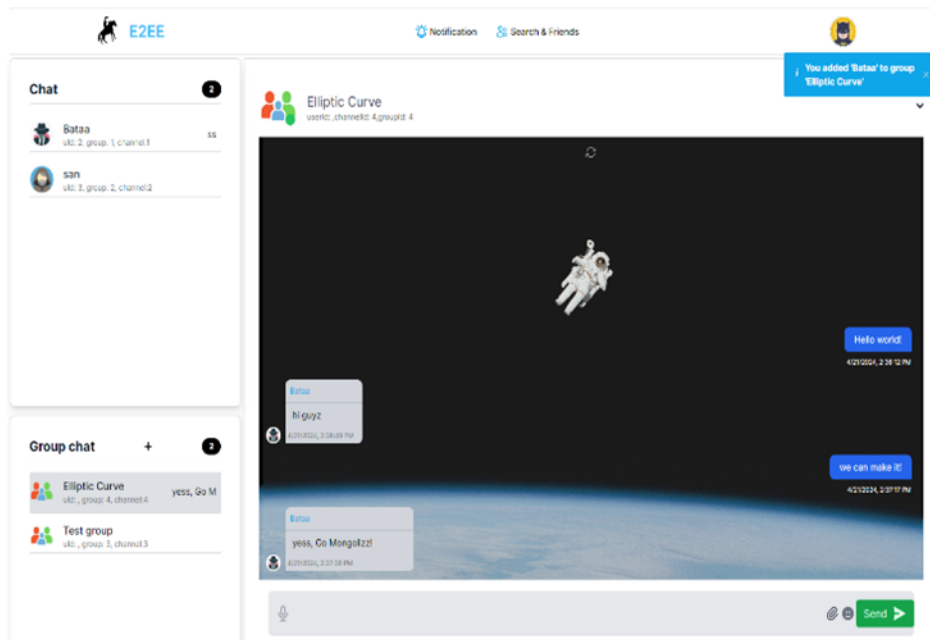 E2EE
Notification
Search & Friends
You added 'Bataa' to group
'Elliptic Curve'
Chat
2
Bataa
ss
uId: 2, group: 1, channel:1
san
uId: 3, group: 2, channel:2
Group chat
+
2
Elliptic Curve
yess, Go M
uId: , group: 4, channel:4
Test group
uId: , group: 3, channel:3
Elliptic Curve
userId: ,channelId: 4,groupId: 4
Hello world!
Bataa
hi guyz
we can make it!
Bataa
yess, Go Mongolizz!
Send